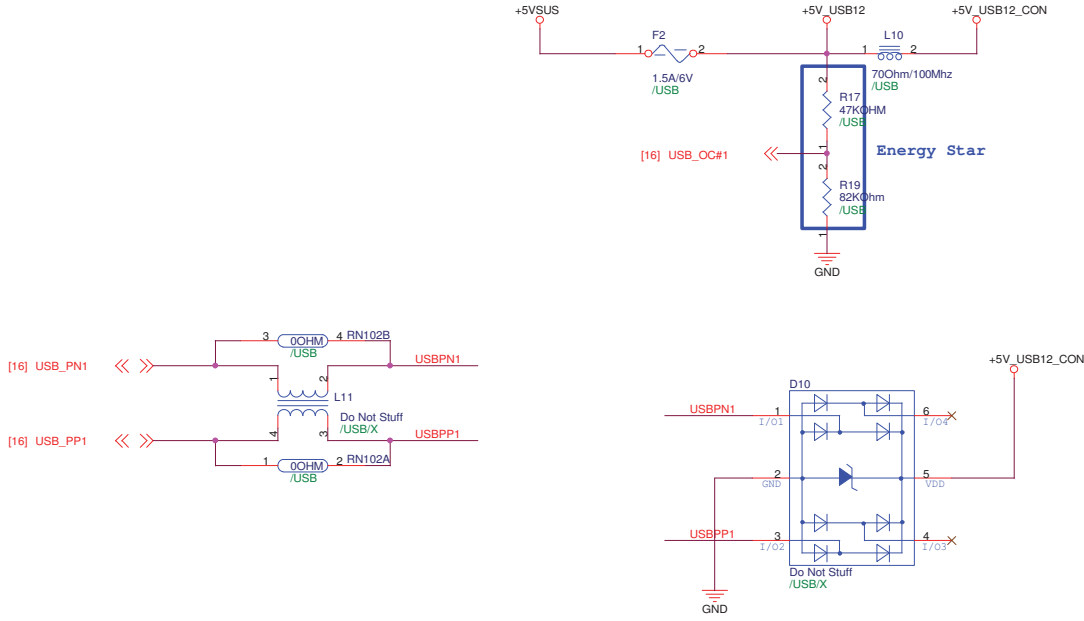 +5VSUS
+5V_USB12
+5V_USB12_CON
F2
1
2
1.5A/6V
/USB
L10
1
2
70Ohm/100Mhz
/USB
2
R17
47KOHM
/USB
1
[16] USB_OC#1
Energy Star
2
R19
82KOhm
/USB
1
GND
3
0OHM
4
RN102B
/USB
[16] USB_PN1
USBPN1
1
2
L11
Do Not Stuff
/USB/X
4
3
[16] USB_PP1
USBPP1
1
0OHM
2
RN102A
/USB
+5V_USB12_CON
D10
USBPN1
1
I/O1
6
I/O4
2
GND
5
VDD
USBPP1
3
I/O2
4
I/O3
Do Not Stuff
/USB/X
GND